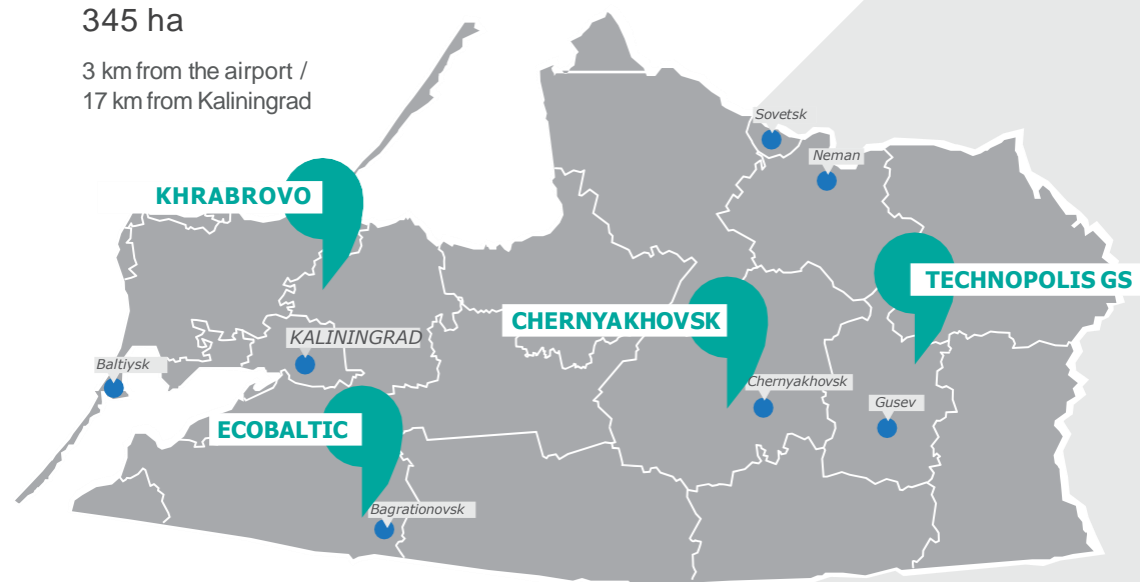 345 ha
3 km from the airport /
17 km from Kaliningrad
Sovetsk
Neman
KHRABROVO
TECHNOPOLIS GS
CHERNYAKHOVSK
KALININGRAD
Baltiysk
Chernyakhovsk
Gusev
ECOBALTIC
Bagrationovsk